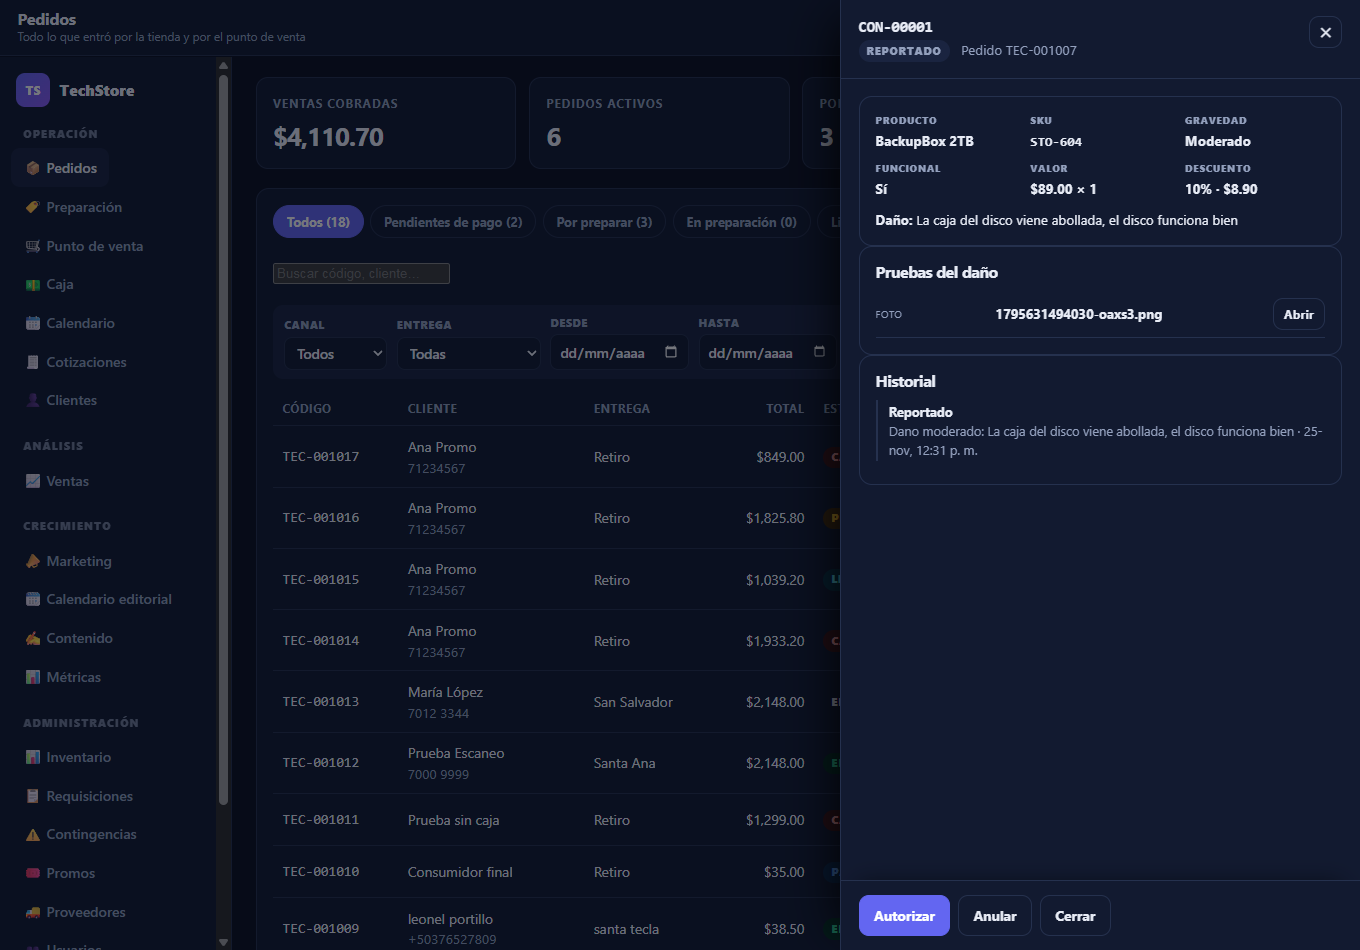 Pedidos
Todo lo que entró por la tienda y por el punto de venta
TS
TechStore
OPERACIÓN
Pedidos
Preparación
Punto de venta
Caja
Calendario
Cotizaciones
Clientes
ANÁLISIS
Ventas
CRECIMIENTO
Marketing
Calendario editorial
Contenido
Métricas
ADMINISTRACIÓN
Inventario
Requisiciones
Contingencias
Promos
Proveedores
Usuarios
VENTAS COBRADAS
$4,110.70
PEDIDOS ACTIVOS
6
3
Todos (18)
Pendientes de pago (2)
Por preparar (3)
En preparación (0)
Buscar código, cliente...
CANAL
Todos
ENTREGA
Todas
DESDE
dd/mm/aaaa
HASTA
dd/mm/aaaa
CÓDIGO CLIENTE ENTREGA TOTAL
TEC-001017 Ana Promo Retiro $849.00
71234567
TEC-001016 Ana Promo Retiro $1,825.80
71234567
TEC-001015 Ana Promo Retiro $1,039.20
71234567
TEC-001014 Ana Promo Retiro $1,933.20
71234567
TEC-001013 María López San Salvador $2,148.00
7012 3344
TEC-001012 Prueba Escaneo Santa Ana $2,148.00
7000 9999
TEC-001011 Prueba sin caja Retiro $1,299.00
TEC-001010 Consumidor final Retiro $35.00
TEC-001009 leonel portillo santa tecla $38.50
+50376527809
CON-00001
REPORTADO Pedido TEC-001007
PRODUCTO SKU GRAVEDAD
BackupBox 2TB STO-604 Moderado
FUNCIONAL VALOR DESCUENTO
Sí $89.00 × 1 10% · $8.90
Daño: La caja del disco viene abollada, el disco funciona bien
Pruebas del daño
FOTO 1795631494030-oaxs3.png Abrir
Historial
Reportado
Dano moderado: La caja del disco viene abollada, el disco funciona bien · 25-
nov, 12:31 p. m.
Autorizar
Anular
Cerrar